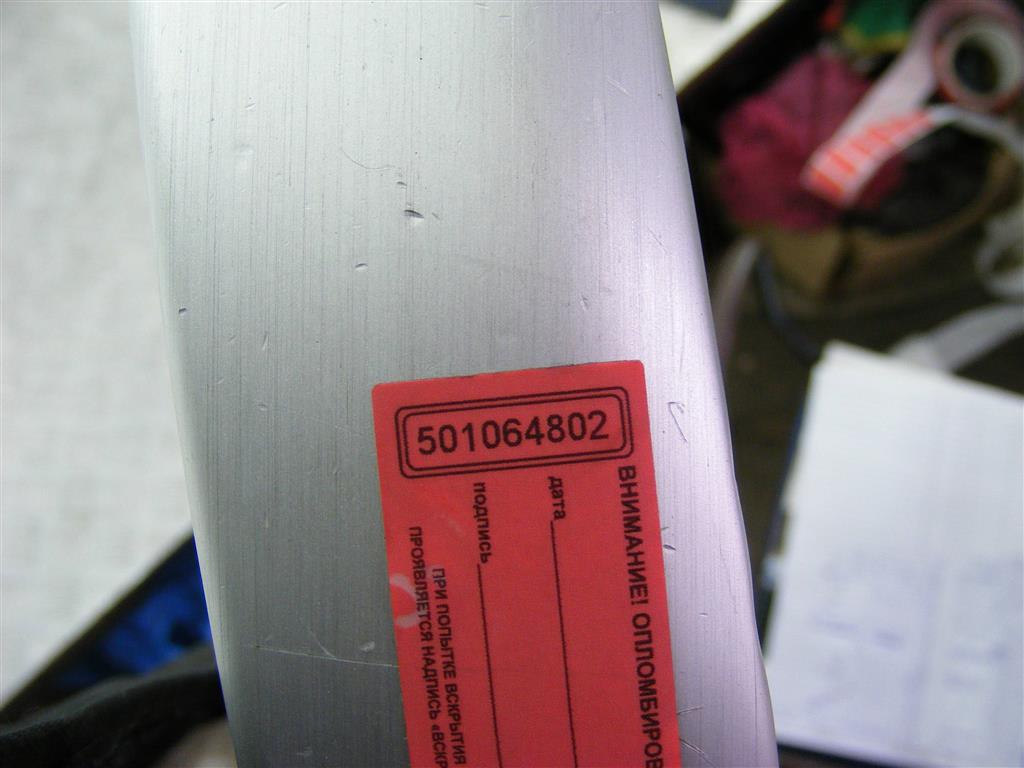 501064802
ВНИМАНИЕ! ОПЛОМБИРОВ
дата
подпись
ПРИ ПОПЫТКЕ ВСКРЫТИЯ
ПРОЯВЛЯЕТСЯ НАДПИСЬ «ВСКР